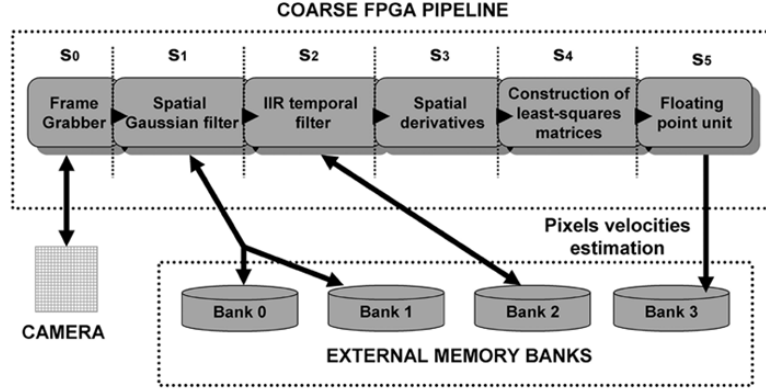 COARSE FPGA PIPELINE
S0 S1 S2 S3 S4 S5
Frame
Grabber
Spatial
Gaussian filter
IIR temporal
filter
Spatial
derivatives
Construction of
least-squares
matrices
Floating
point unit
Pixels velocities
estimation
CAMERA
Bank 0
Bank 1
Bank 2
Bank 3
EXTERNAL MEMORY BANKS